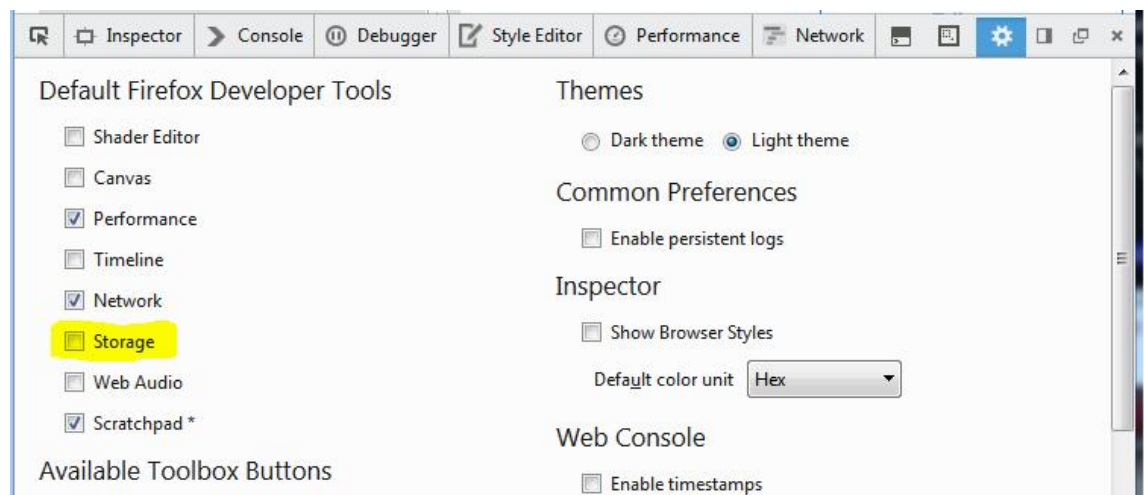 Inspector Console Debugger Style Editor Performance Network
Default Firefox Developer Tools
Shader Editor
Canvas
Performance
Timeline
Network
Storage
Web Audio
Scratchpad *
Available Toolbox Buttons
Themes
Dark theme Light theme
Common Preferences
Enable persistent logs
Inspector
Show Browser Styles
Default color unit Hex
Web Console
Enable timestamps